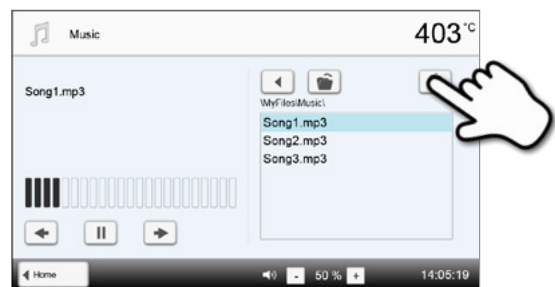 Music
403 °C
Song1.mp3
\MyFiles\Music\
Song1.mp3
Song2.mp3
Song3.mp3
Home
- 50 % +
14:05:19